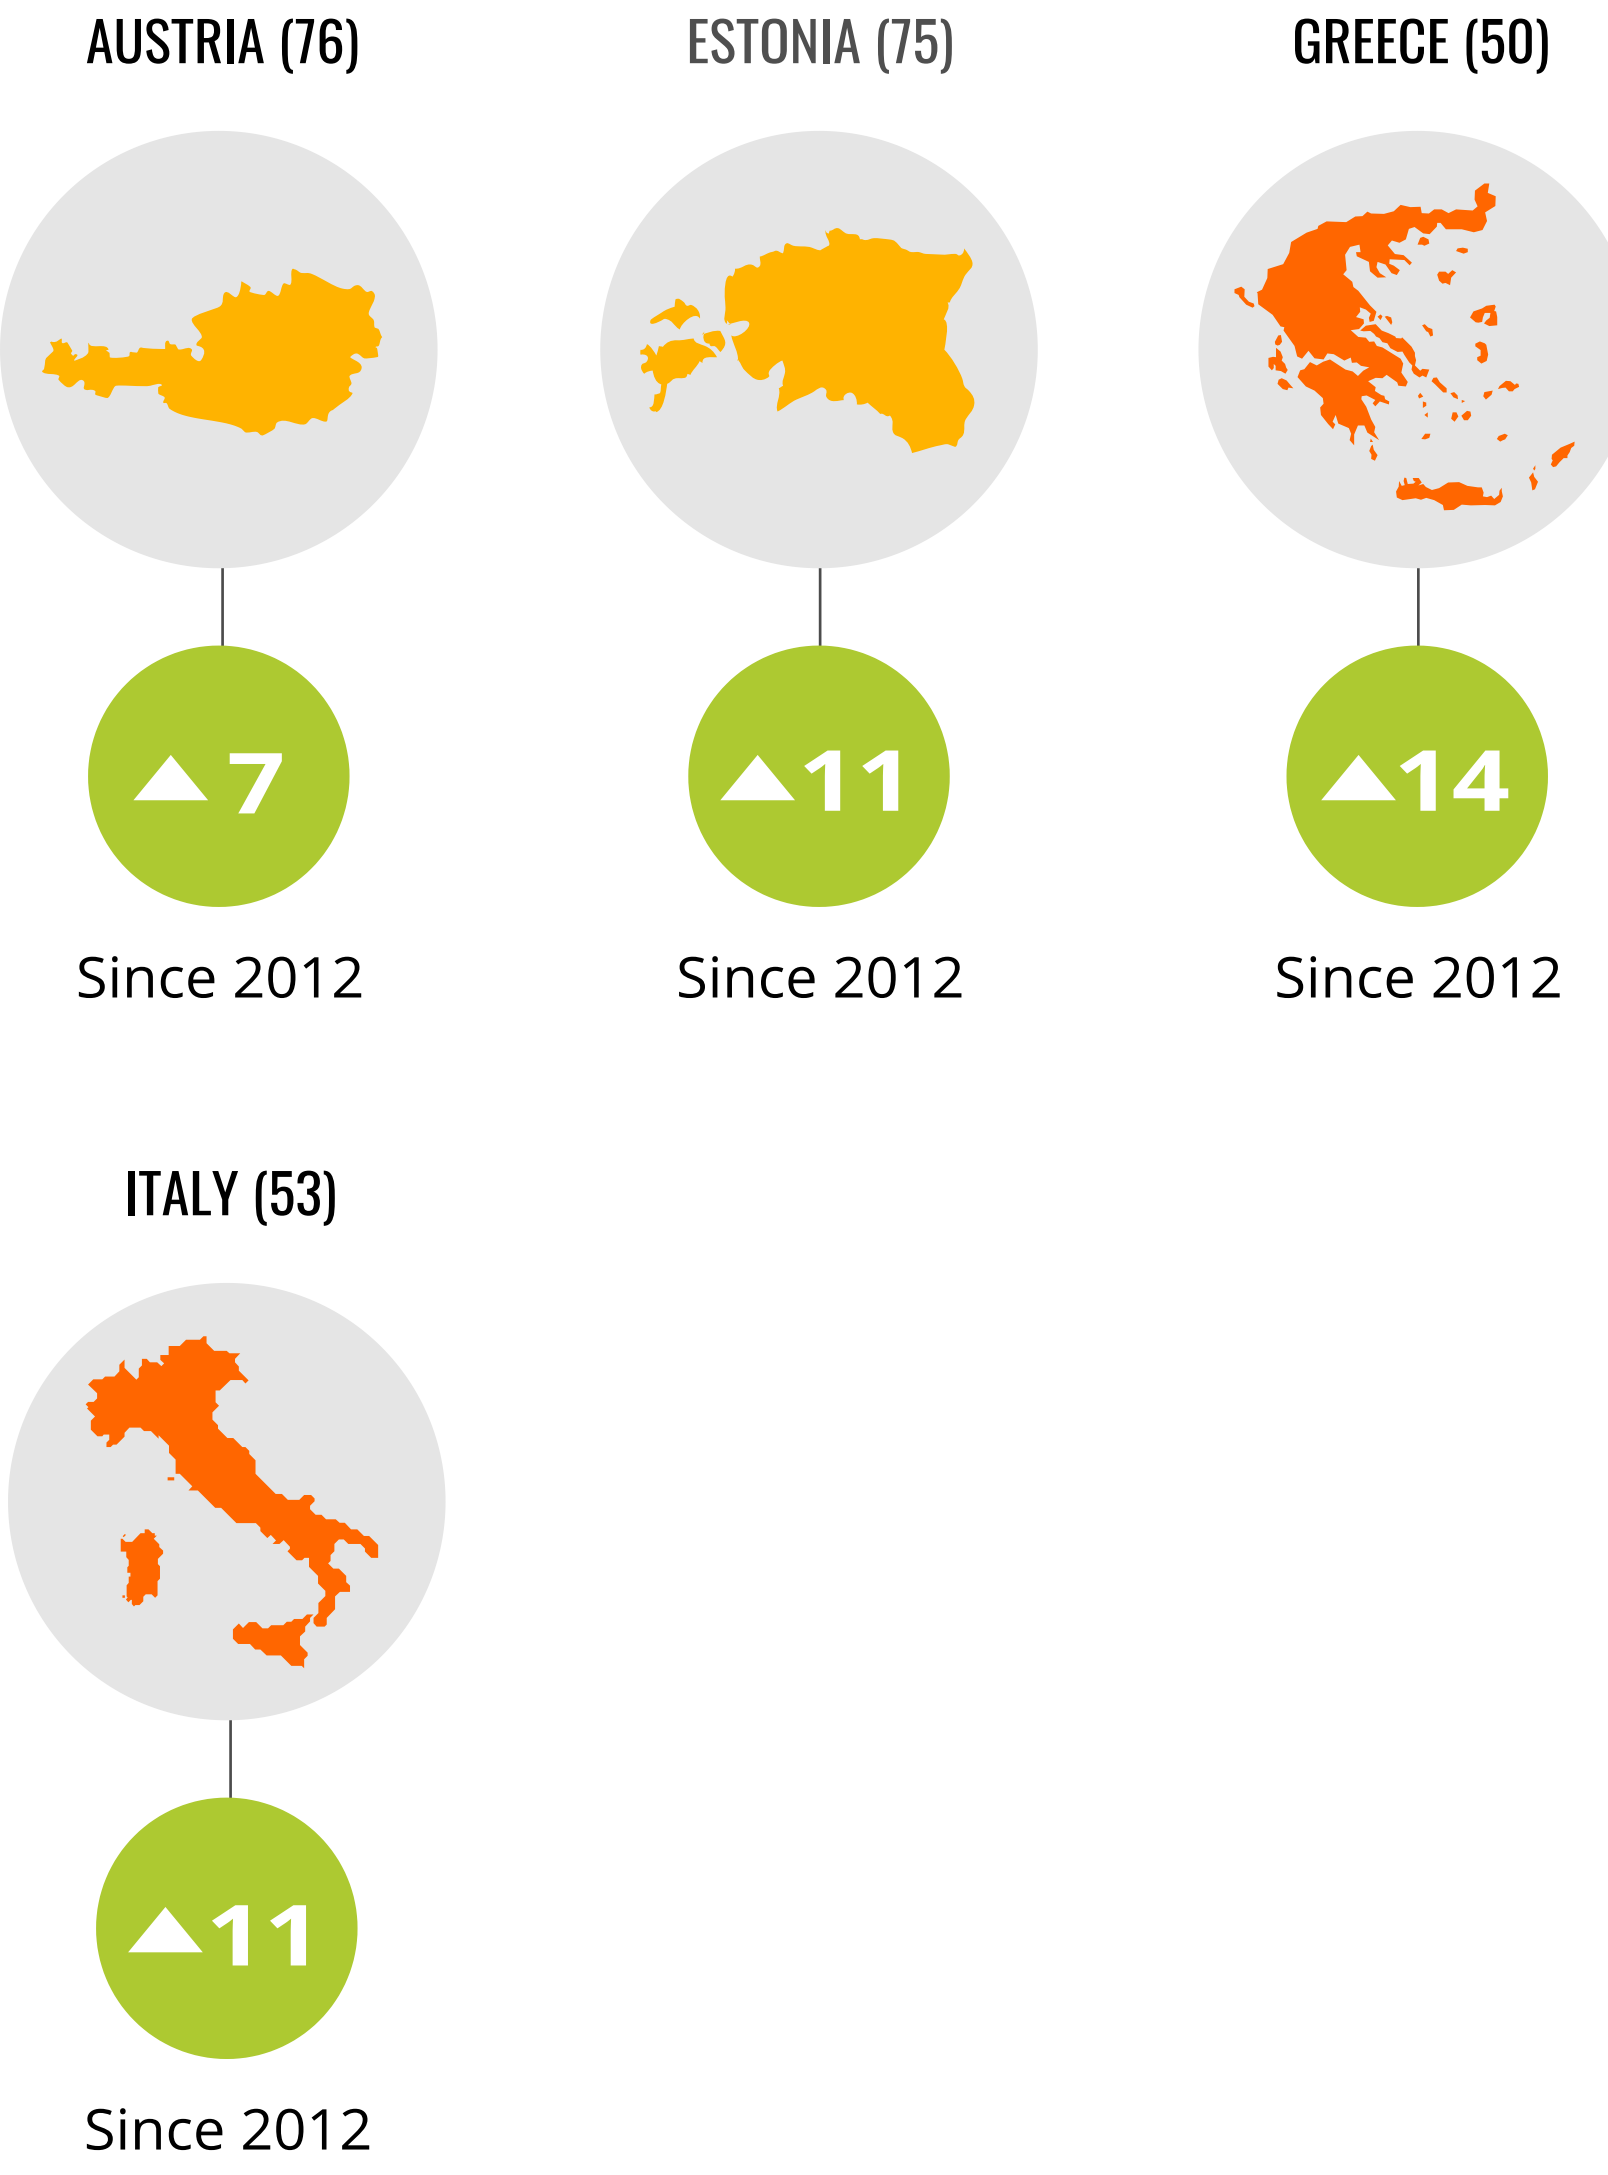 AUSTRIA (76)
ESTONIA (75)
GREECE (50)
7
11
14
Since 2012
Since 2012
Since 2012
ITALY (53)
11
Since 2012